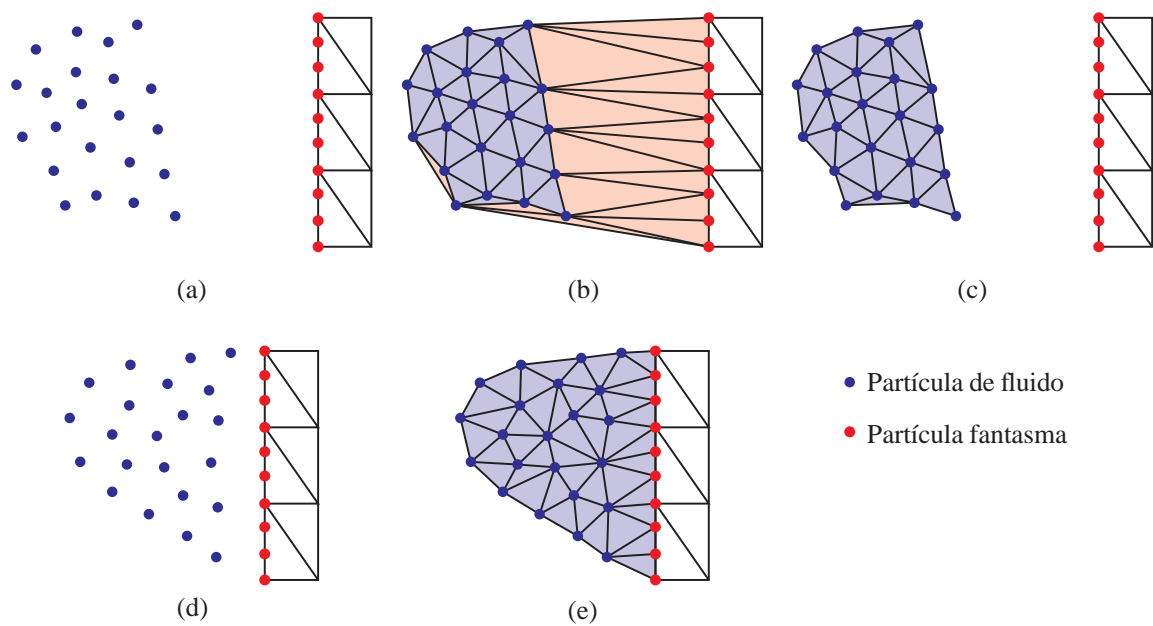 (a)
(b)
(c)
Partícula de fluido
Partícula fantasma
(d)
(e)